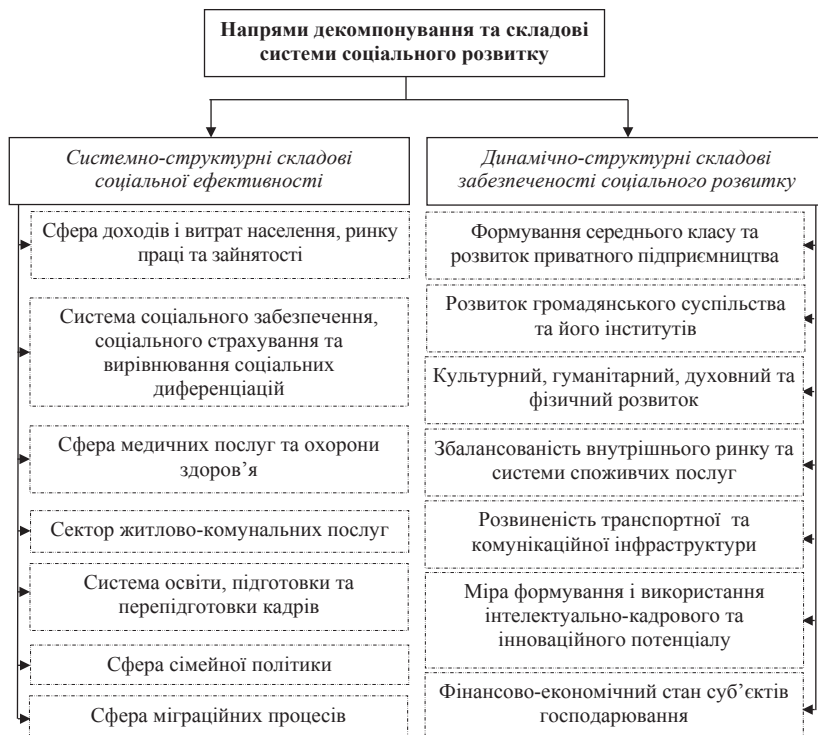 Напрями декомпонування та складові
системи соціального розвитку
Системно-структурні складові
соціальної ефективності
Сфера доходів і витрат населення, ринку
праці та зайнятості
Система соціального забезпечення,
соціального страхування та
вирівнювання соціальних
диференціацій
Сфера медичних послуг та охорони
здоров’я
Сектор житлово-комунальних послуг
Система освіти, підготовки та
перепідготовки кадрів
Сфера сімейної політики
Сфера міграційних процесів
Динамічно-структурні складові
забезпеченості соціального розвитку
Формування середнього класу та
розвиток приватного підприємництва
Розвиток громадянського суспільства
та його інститутів
Культурний, гуманітарний, духовний та
фізичний розвиток
Збалансованість внутрішнього ринку та
системи споживчих послуг
Розвиненість транспортної та
комунікаційної інфраструктури
Міра формування і використання
інтелектуально-кадрового та
інноваційного потенціалу
Фінансово-економічний стан суб’єктів
господарювання